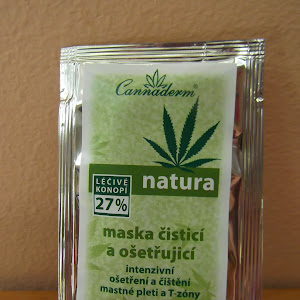 Cannaderm®
natura
LÉČIVÉ
KONOPÍ
27%
maska čisticí
a ošetřující
intenzivní
ošetření a čištění
mastné pleti a T-zóny